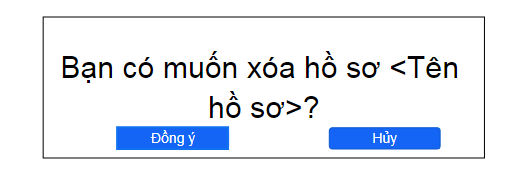 Bạn có muốn xóa hồ sơ <Tên
hồ sơ>?
Đồng ý
Hủy